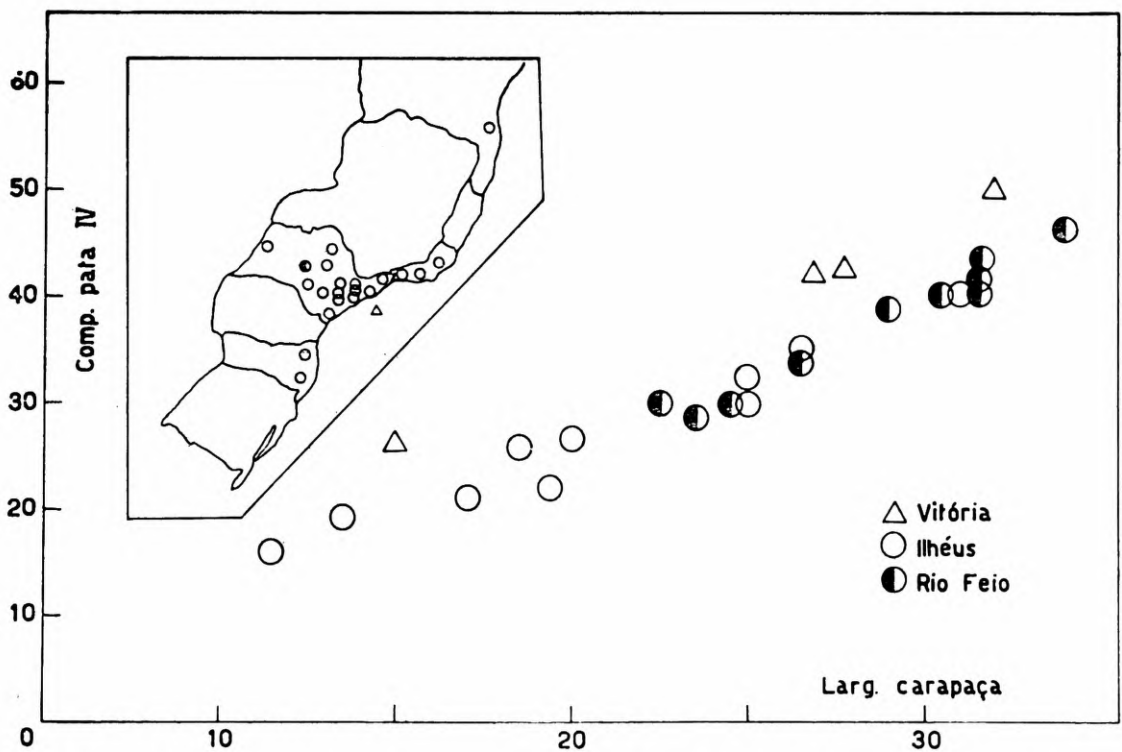 60
50
40
30
20
10
0
Comp. pata IV
△ Vitória
○ Ilhéus
◐ Rio Feio
Larg. carapaça
0 10 20 30